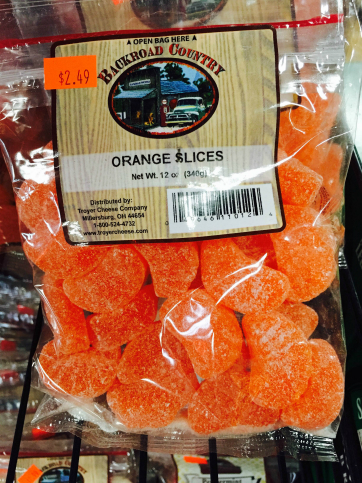 ▲ OPEN BAG HERE ▲
$2.49
BACKROAD COUNTRY
ORANGE SLICES
Net Wt. 12 oz (340g)
Distributed by:
Troyer Cheese Company
Millersburg, OH 44654
1-800-524-4732
www.troyercheese.com